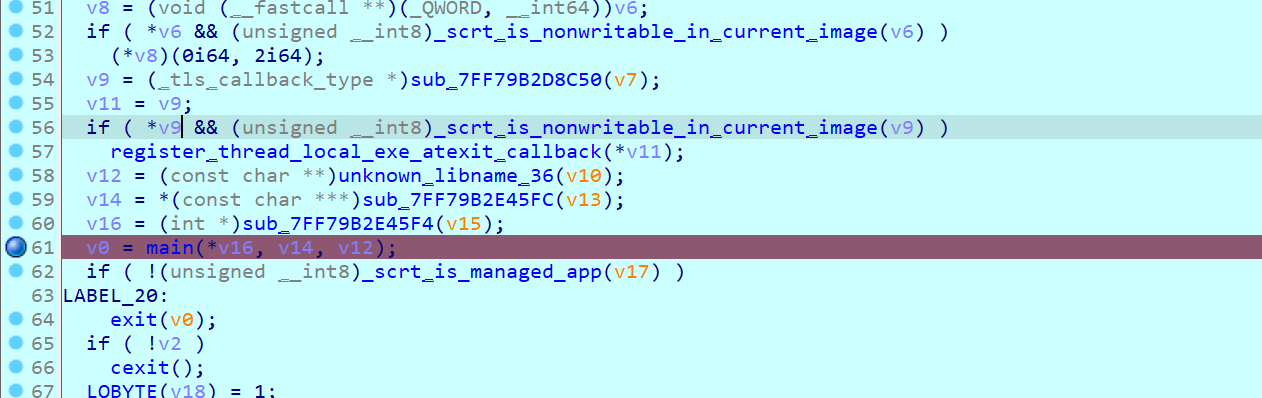 51 v8 = (void (__fastcall **)(_QWORD, __int64))v6;
52 if ( *v6 && (unsigned __int8)_scrt_is_nonwritable_in_current_image(v6) )
53 (*v8)(0i64, 2i64);
54 v9 = (_tls_callback_type *)sub_7FF79B2D8C50(v7);
55 v11 = v9;
56 if ( *v9 && (unsigned __int8)_scrt_is_nonwritable_in_current_image(v9) )
57 register_thread_local_exe_atexit_callback(*v11);
58 v12 = (const char **)unknown_libname_36(v10);
59 v14 = *(const char ***)sub_7FF79B2E45FC(v13);
60 v16 = (int *)sub_7FF79B2E45F4(v15);
61 v0 = main(*v16, v14, v12);
62 if ( !(unsigned __int8)_scrt_is_managed_app(v17) )
63 LABEL_20:
64 exit(v0);
65 if ( !v2 )
66 cexit();
67 LOBYTE(v18) = 1;